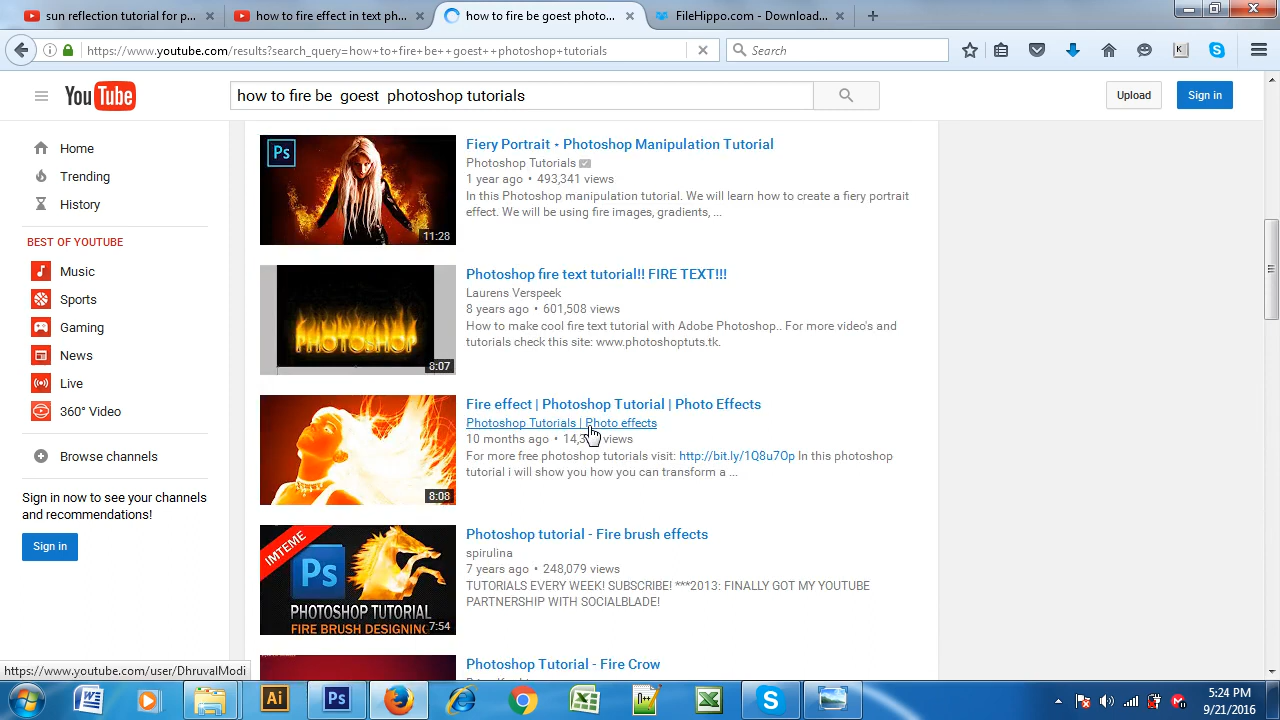 sun reflection tutorial for p...
how to fire effect in text ph...
how to fire be goest photo...
FileHippo.com - Download...
https://www.youtube.com/results?search_query=how+to+fire+be++goest++photoshop+tutorials
Search
YouTube
how to fire be  goest  photoshop tutorials
Upload
Sign in
Home
Trending
History
BEST OF YOUTUBE
Music
Sports
Gaming
News
Live
360° Video
Browse channels
Sign in now to see your channels
and recommendations!
Sign in
Ps
11:28
Fiery Portrait - Photoshop Manipulation Tutorial
Photoshop Tutorials
1 year ago • 493,341 views
In this Photoshop manipulation tutorial. We will learn how to create a fiery portrait
effect. We will be using fire images, gradients, ...
PHOTOSHOP
8:07
Photoshop fire text tutorial!! FIRE TEXT!!!
Laurens Verspeek
8 years ago • 601,508 views
How to make cool fire text tutorial with Adobe Photoshop.. For more video's and
tutorials check this site: www.photoshoptuts.tk.
8:08
Fire effect | Photoshop Tutorial | Photo Effects
Photoshop Tutorials | Photo effects
10 months ago • 14,3 views
For more free photoshop tutorials visit: http://bit.ly/1Q8u7Op In this photoshop
tutorial i will show you how you can transform a ...
IMTEME
Ps
PHOTOSHOP TUTORIAL
FIRE BRUSH DESIGNING
7:54
Photoshop tutorial - Fire brush effects
spirulina
7 years ago • 248,079 views
TUTORIALS EVERY WEEK! SUBSCRIBE! ***2013: FINALLY GOT MY YOUTUBE
PARTNERSHIP WITH SOCIALBLADE!
Photoshop Tutorial - Fire Crow
https://www.youtube.com/user/DhruvalModi
Ai
Ps
5:24 PM
9/21/2016